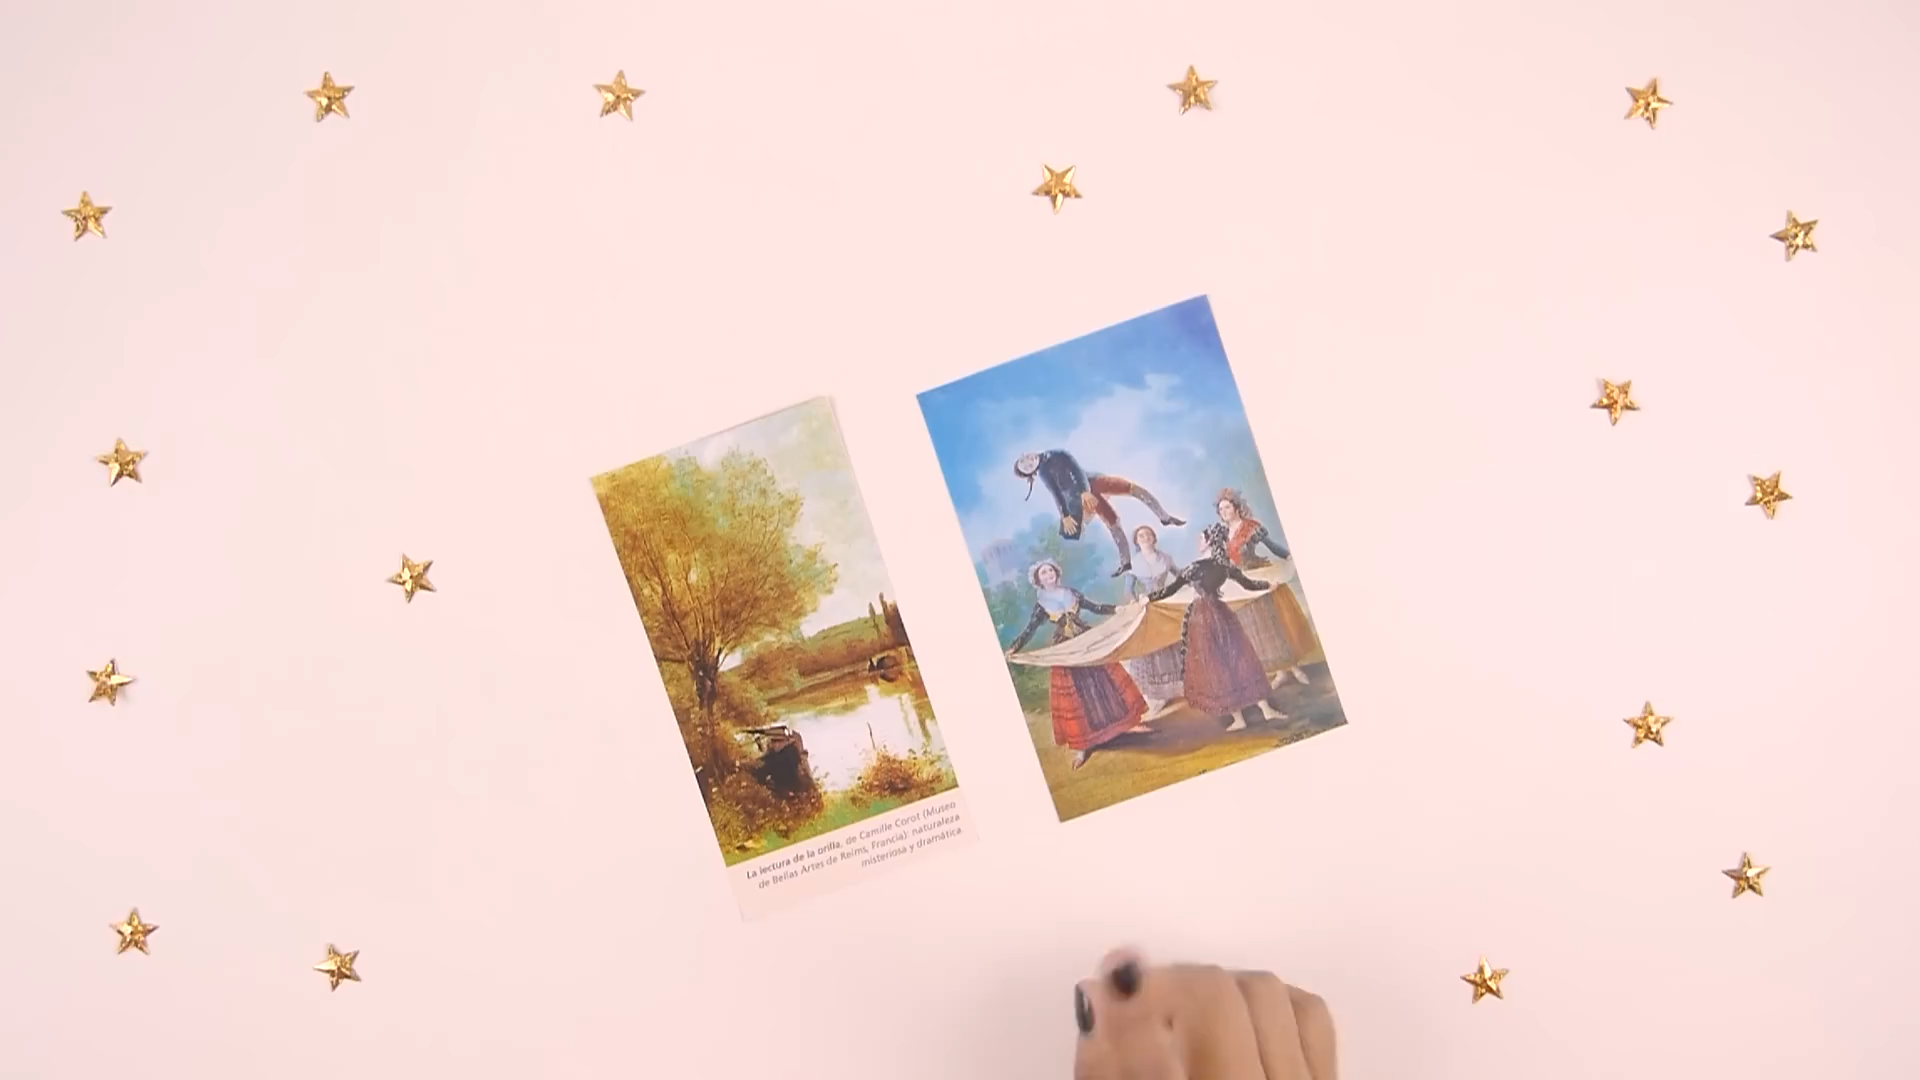 La lectura de la orilla, de Camille Corot (Museo
de Bellas Artes de Reims, Francia): naturaleza
misteriosa y dramática.